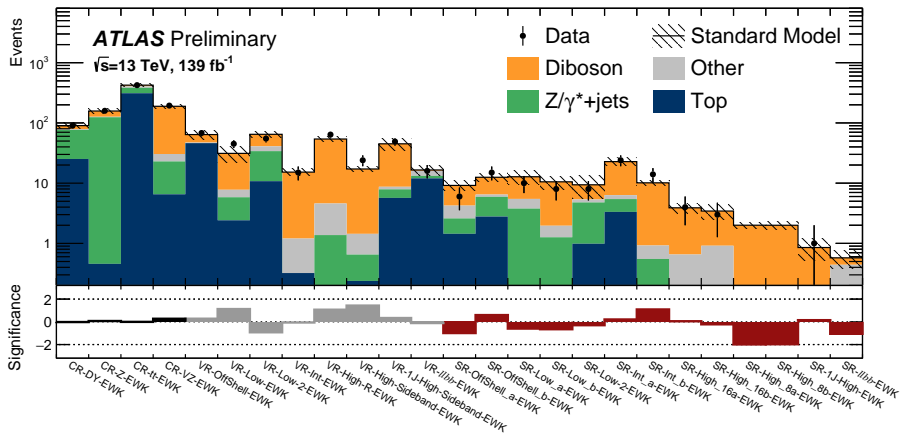 Events
10³
10²
10
1
ATLAS Preliminary
√s=13 TeV, 139 fb⁻¹
Data
Standard Model
Diboson
Other
Z/γ*+jets
Top
Significance
2
0
−2
CR-DY-EWK
CR-Z-EWK
CR-tt-EWK
CR-VZ-EWK
VR-OffShell-EWK
VR-Low-EWK
VR-Low-2-EWK
VR-Int-EWK
VR-High-R-EWK
VR-High-Sideband-EWK
VR-1J-High-Sideband-EWK
VR-llbb-EWK
SR-OffShell_a-EWK
SR-OffShell_b-EWK
SR-Low_a-EWK
SR-Low_b-EWK
SR-Low-2-EWK
SR-Int_a-EWK
SR-Int_b-EWK
SR-High_16a-EWK
SR-High_16b-EWK
SR-High_8a-EWK
SR-High_8b-EWK
SR-1J-High-EWK
SR-llbb-EWK